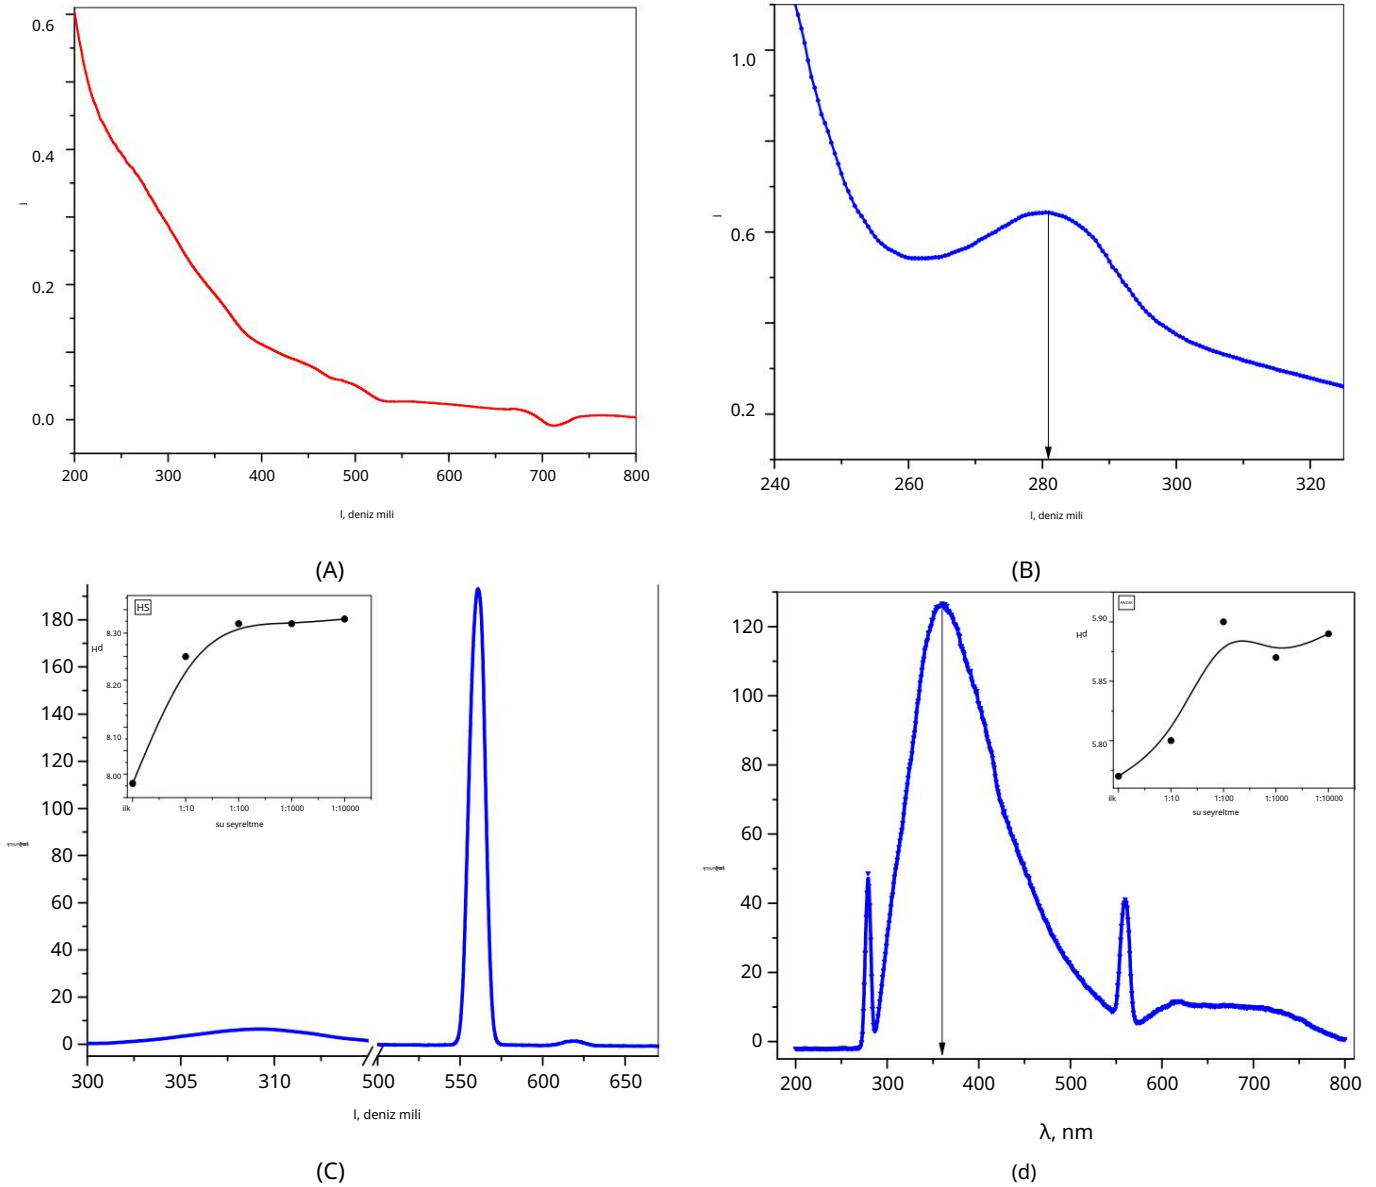 0.6
0.4
0.2
0.0
200 300 400 500 600 700 800
l, deniz mili
(A)
1.0
0.6
0.2
240 260 280 300 320
l, deniz mili
(B)
180
160
140
120
100
80
60
40
20
0
300 305 310 500 550 600 650
l, deniz mili
(C)
HS
8.30
Hd
8.20
8.10
8.00
ilk 1:10 1:100 1:1000 1:10000
su seyreltme
120
100
80
60
40
20
0
200 300 400 500 600 700 800
λ, nm
(d)
5.90
Hd
5.85
5.80
ilk 1:10 1:100 1:1000 1:10000
su seyreltme